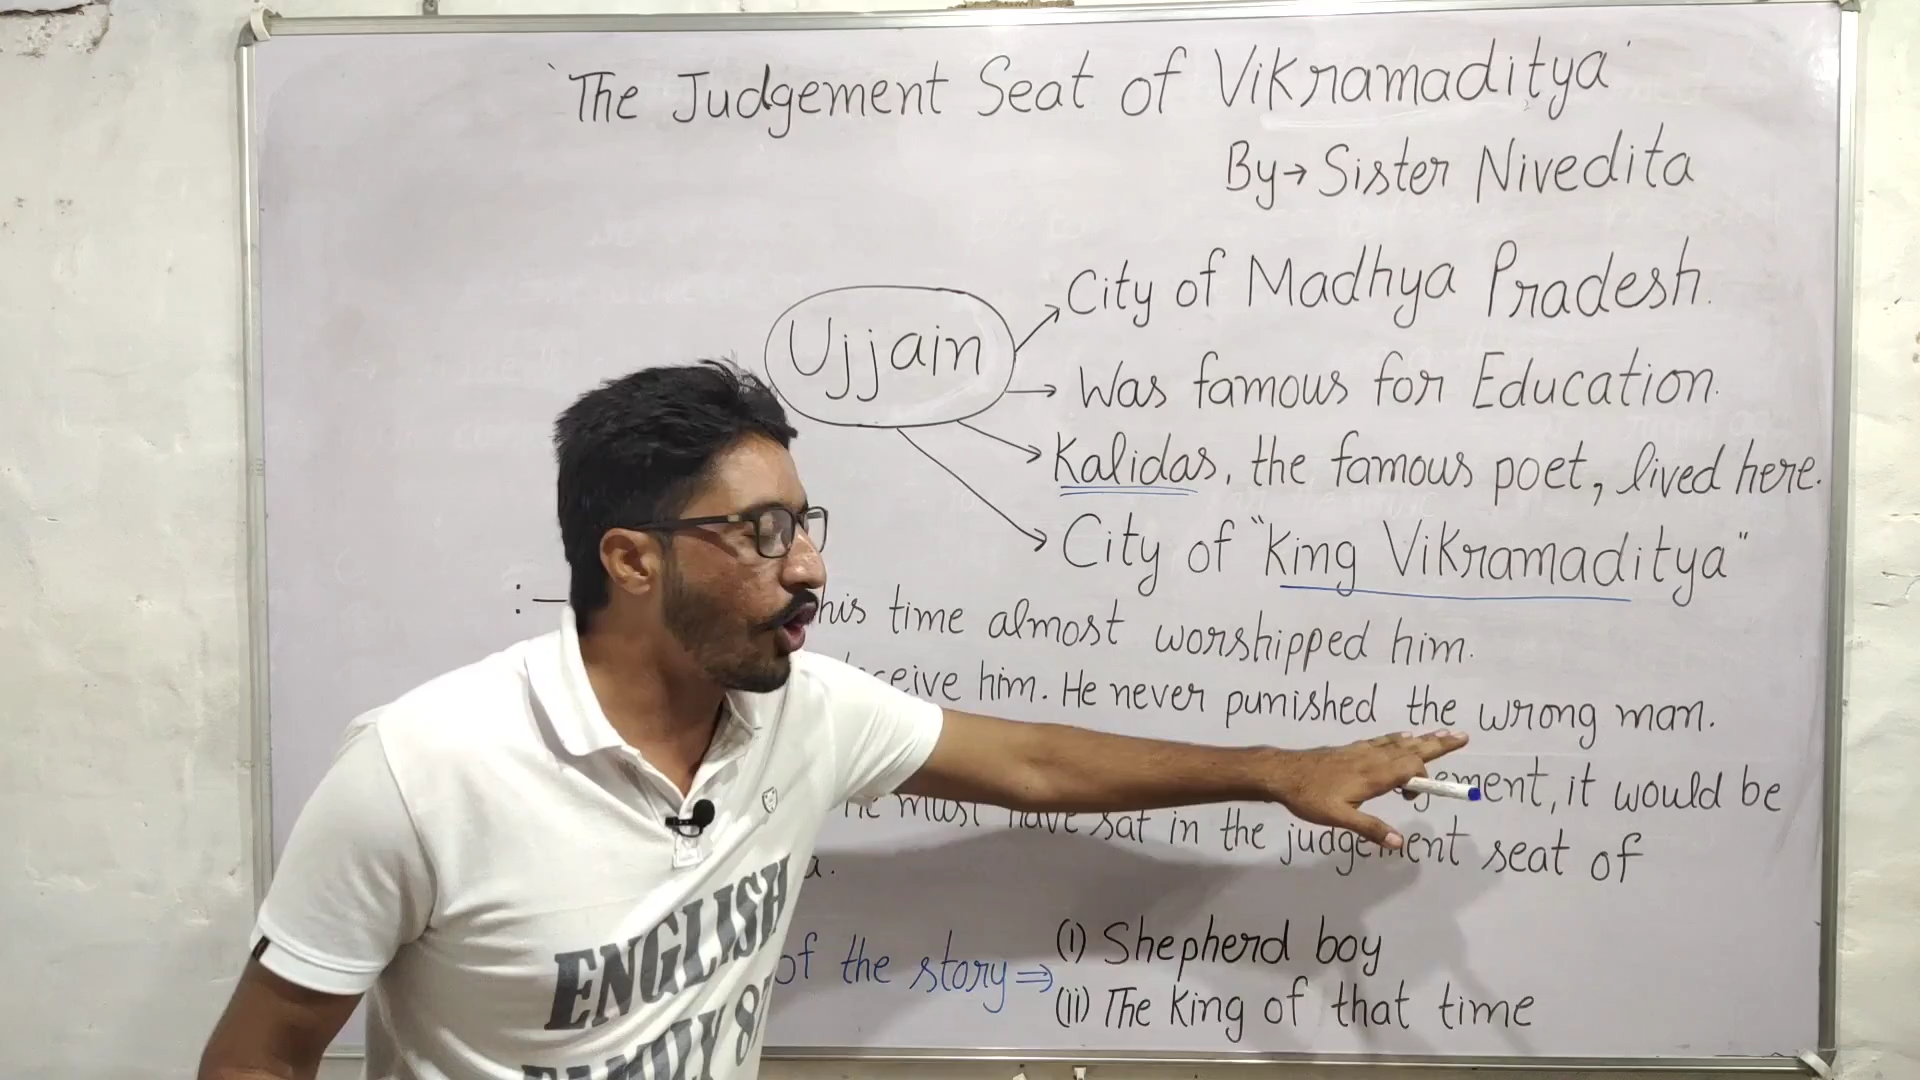 'The Judgement Seat of Vikramaditya'
By→ Sister Nivedita
Ujjain
City of Madhya Pradesh.
Was famous for Education.
Kalidas, the famous poet, lived here.
City of "King Vikramaditya"
:- his time almost worshipped him.
him. He never punished the wrong man.
it would be
must have sat in the judgement seat of
of the story⇒ (i) Shepherd boy
(ii) The King of that time
ENGLISH
FAMILY 87